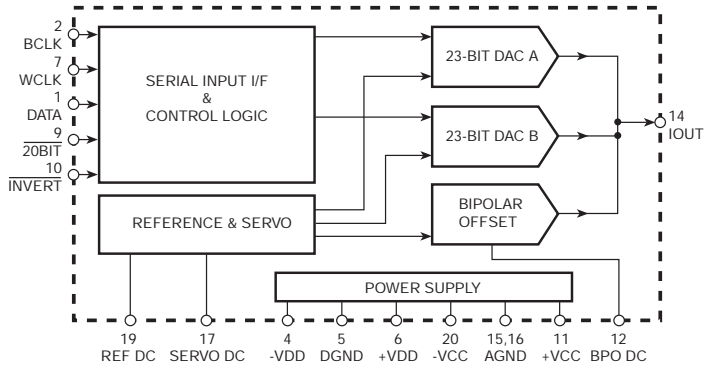 2
BCLK
7
WCLK
1
DATA
9
20BIT
10
INVERT
SERIAL INPUT I/F
&
CONTROL LOGIC
REFERENCE & SERVO
23-BIT DAC A
23-BIT DAC B
BIPOLAR
OFFSET
14
IOUT
POWER SUPPLY
19
REF DC
17
SERVO DC
4
-VDD
5
DGND
6
+VDD
20
-VCC
15,16
AGND
11
+VCC
12
BPO DC